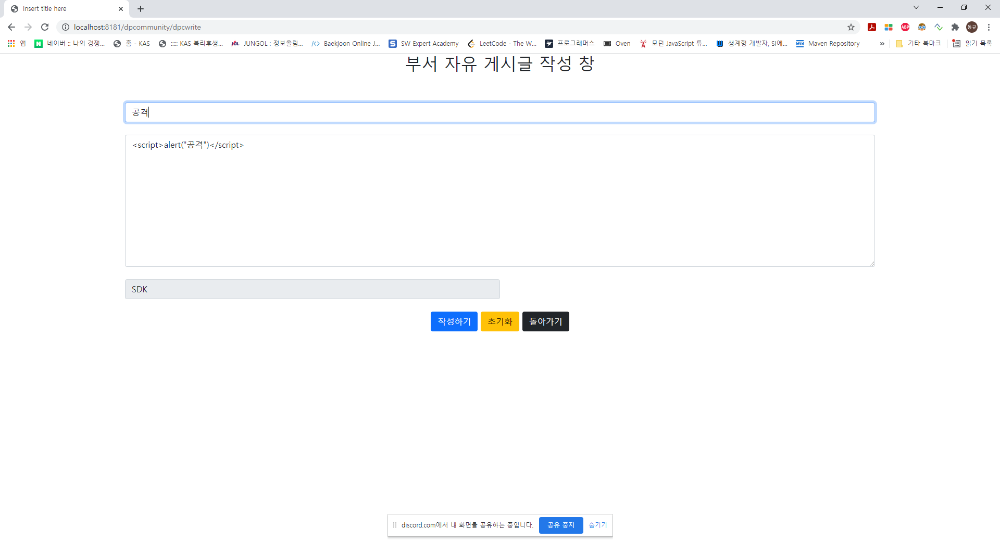 Insert title here
localhost:8181/dpcommunity/dpcwrite
ABP
동규
앱 네이버 :: 나의 경쟁... 홈 - KAS ::::: KAS 복리후생... JUNGOL : 정보올림... Baekjoon Online J... SW Expert Academy LeetCode - The W... 프로그래머스 Oven 모던 JavaScript 튜... 생계형 개발자, SI에... Maven Repository » 기타 북마크 읽기 목록
부서 자유 게시글 작성 창
공격
<script>alert("공격")</script>
SDK
작성하기 초기화 돌아가기
discord.com에서 내 화면을 공유하는 중입니다. 공유 중지 숨기기